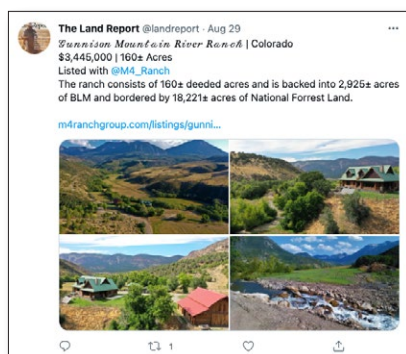 The Land Report @landreport · Aug 29
𝒢𝓊𝓃𝓃𝒾𝓈𝑜𝓃 𝑀𝑜𝓊𝓃𝓉𝒶𝒾𝓃 𝑅𝒾𝓋𝑒𝓇 𝑅𝒶𝓃𝒸𝒽 | Colorado
$3,445,000 | 160± Acres
Listed with @M4_Ranch
The ranch consists of 160± deeded acres and is backed into 2,925± acres
of BLM and bordered by 18,221± acres of National Forrest Land.
m4ranchgroup.com/listings/gunni...
1